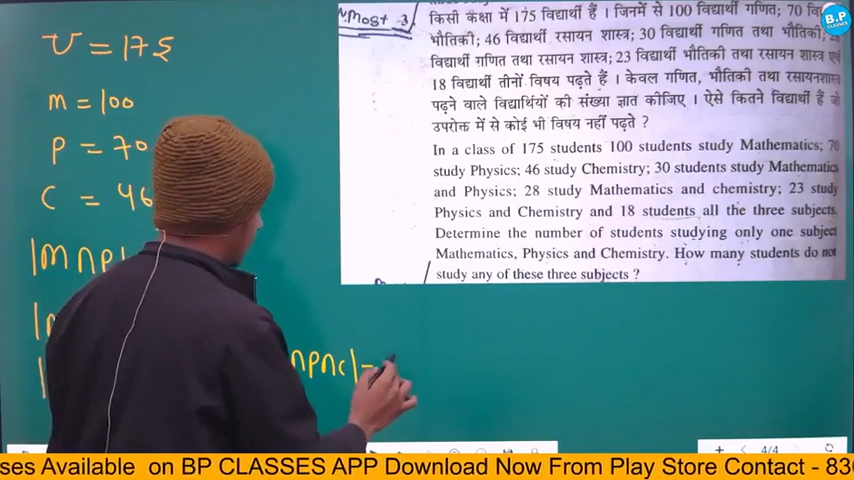 Most 3.
किसी कक्षा में 175 विद्यार्थी हैं । जिनमें से 100 विद्यार्थी गणित; 70
भौतिकी; 46 विद्यार्थी रसायन शास्त्र; 30 विद्यार्थी गणित तथा भौतिकी;
विद्यार्थी गणित तथा रसायन शास्त्र; 23 विद्यार्थी भौतिकी तथा रसायन शास्त्र
18 विद्यार्थी तीनों विषय पढ़ते हैं । केवल गणित, भौतिकी तथा रसायनशास्त्र
पढ़ने वाले विद्यार्थियों की संख्या ज्ञात कीजिए । ऐसे कितने विद्यार्थी हैं जो
उपरोक्त में से कोई भी विषय नहीं पढ़ते ?
In a class of 175 students 100 students study Mathematics; 70
study Physics; 46 study Chemistry; 30 students study Mathematics
and Physics; 28 study Mathematics and chemistry; 23 study
Physics and Chemistry and 18 students all the three subjects.
Determine the number of students studying only one subject
Mathematics, Physics and Chemistry. How many students do not
study any of these three subjects ?
B.P
CLASSES
U = 175
m = 100
P = 70
C = 46
|m∩p|
∩p∩c| =
4/4
ses Available on BP CLASSES APP Download Now From Play Store Contact - 830